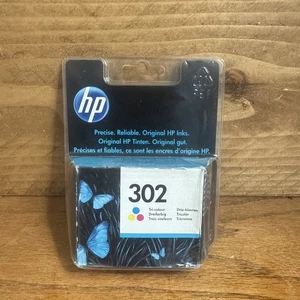 hp
Precise. Reliable. Original HP Inks.
Original HP Tinten. Original gut.
Précises et fiables, ce sont les encres d'origine HP.
302
Tri-colour
Dreifarbig
Trois couleurs
Tricolor